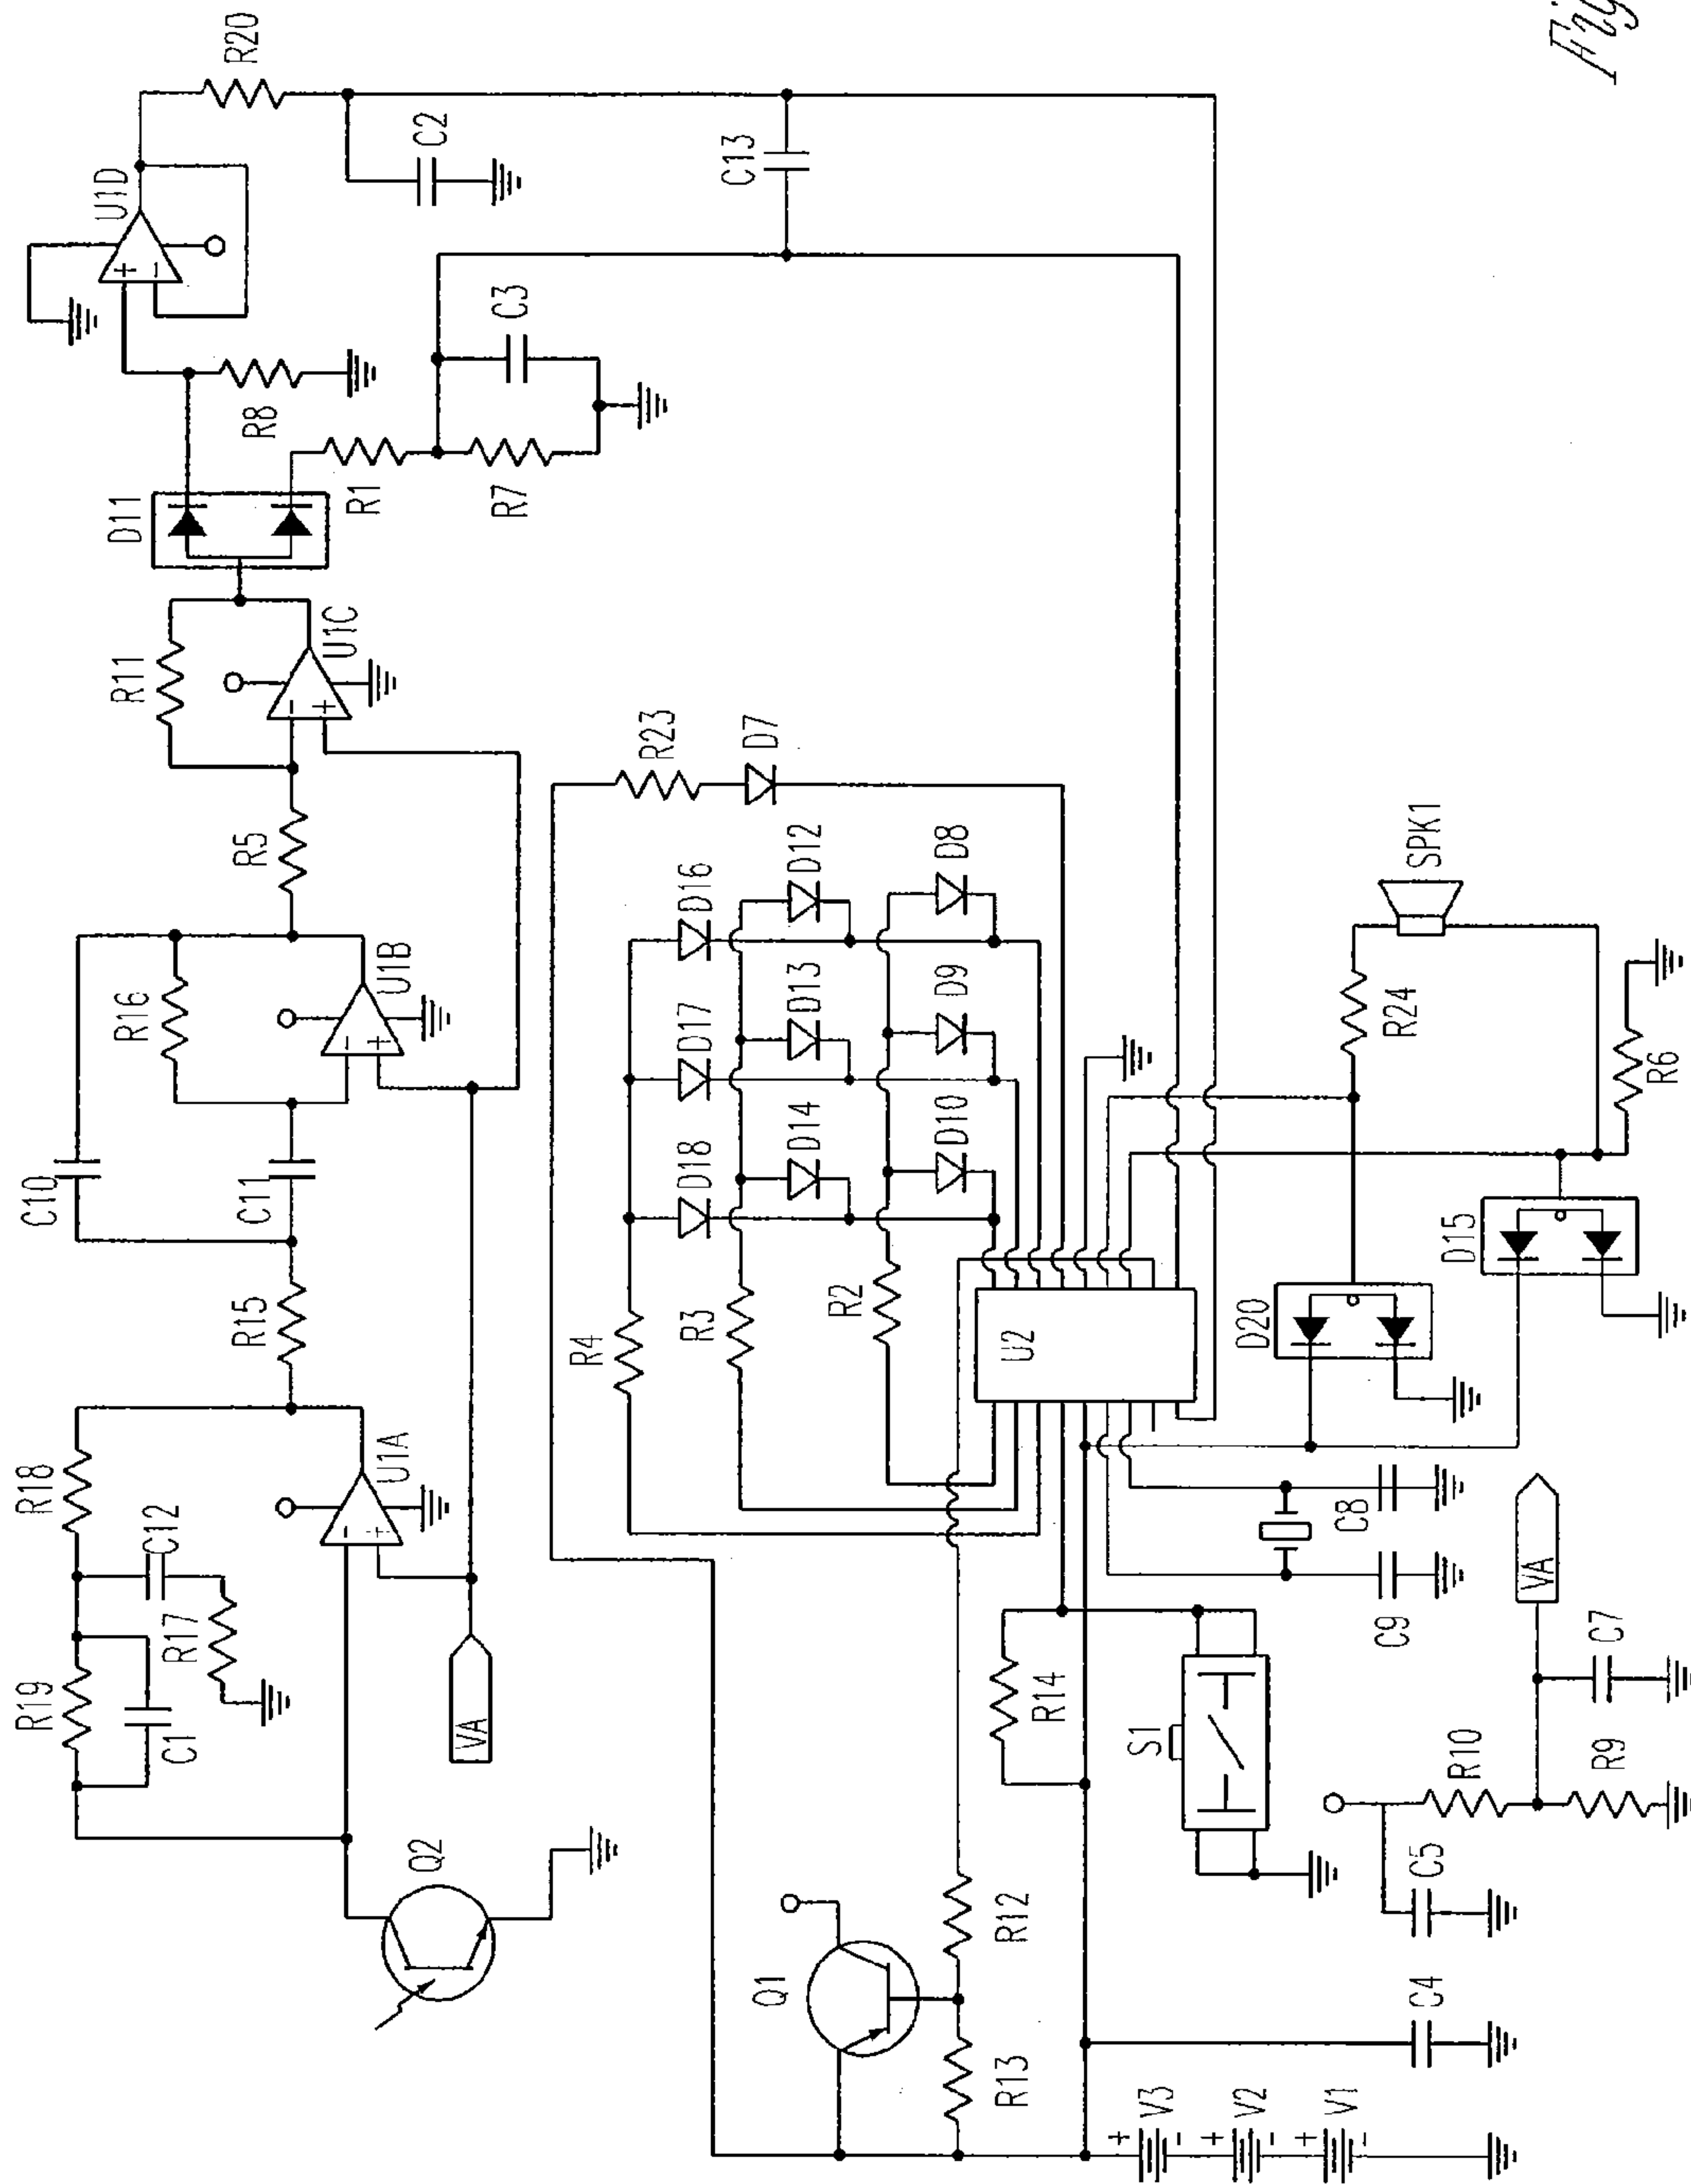 R20
U1D
+
-
C2
C13
R8
C3
D11
R1
R7
R11
U1C
-
+
R23
D7
R5
C10
R16
U1B
-
+
C11
D16
D12
D8
SPK1
D17
D13
D9
R24
D18
D14
D10
R6
R15
R4
R3
R2
U2
D20
D15
R18
U1A
-
+
C12
R17
R19
C1
VA
C8
C9
VA
R14
S1
C7
R10
R9
Q2
Q1
R12
C5
R13
C4
+
V3
-
+
V2
-
+
V1
-